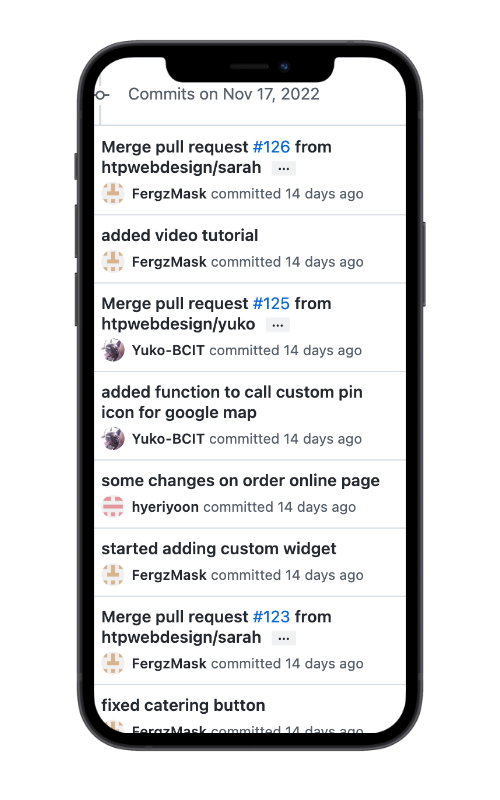 Commits on Nov 17, 2022
Merge pull request #126 from
htpwebdesign/sarah ...
FergzMask committed 14 days ago
added video tutorial
FergzMask committed 14 days ago
Merge pull request #125 from
htpwebdesign/yuko ...
Yuko-BCIT committed 14 days ago
added function to call custom pin
icon for google map
Yuko-BCIT committed 14 days ago
some changes on order online page
hyeriyoon committed 14 days ago
started adding custom widget
FergzMask committed 14 days ago
Merge pull request #123 from
htpwebdesign/sarah ...
FergzMask committed 14 days ago
fixed catering button
FergzMask committed 14 days ago